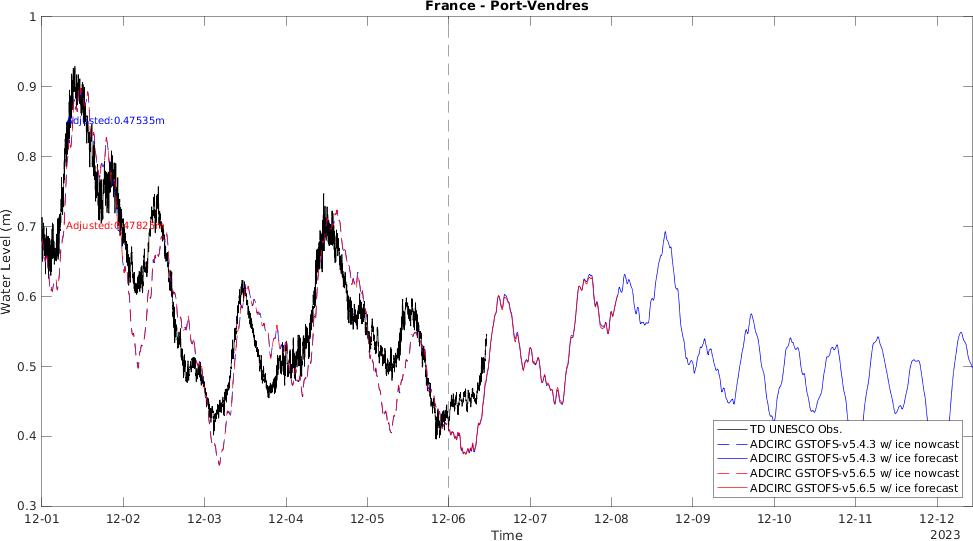 France - Port-Vendres
Water Level (m)
1
0.9
0.8
0.7
0.6
0.5
0.4
0.3
Adjusted:0.47535m
Adjusted:0.47825m
TD UNESCO Obs.
ADCIRC GSTOFS-v5.4.3 w/ ice nowcast
ADCIRC GSTOFS-v5.4.3 w/ ice forecast
ADCIRC GSTOFS-v5.6.5 w/ ice nowcast
ADCIRC GSTOFS-v5.6.5 w/ ice forecast
12-01 12-02 12-03 12-04 12-05 12-06 12-07 12-08 12-09 12-10 12-11 12-12
Time
2023